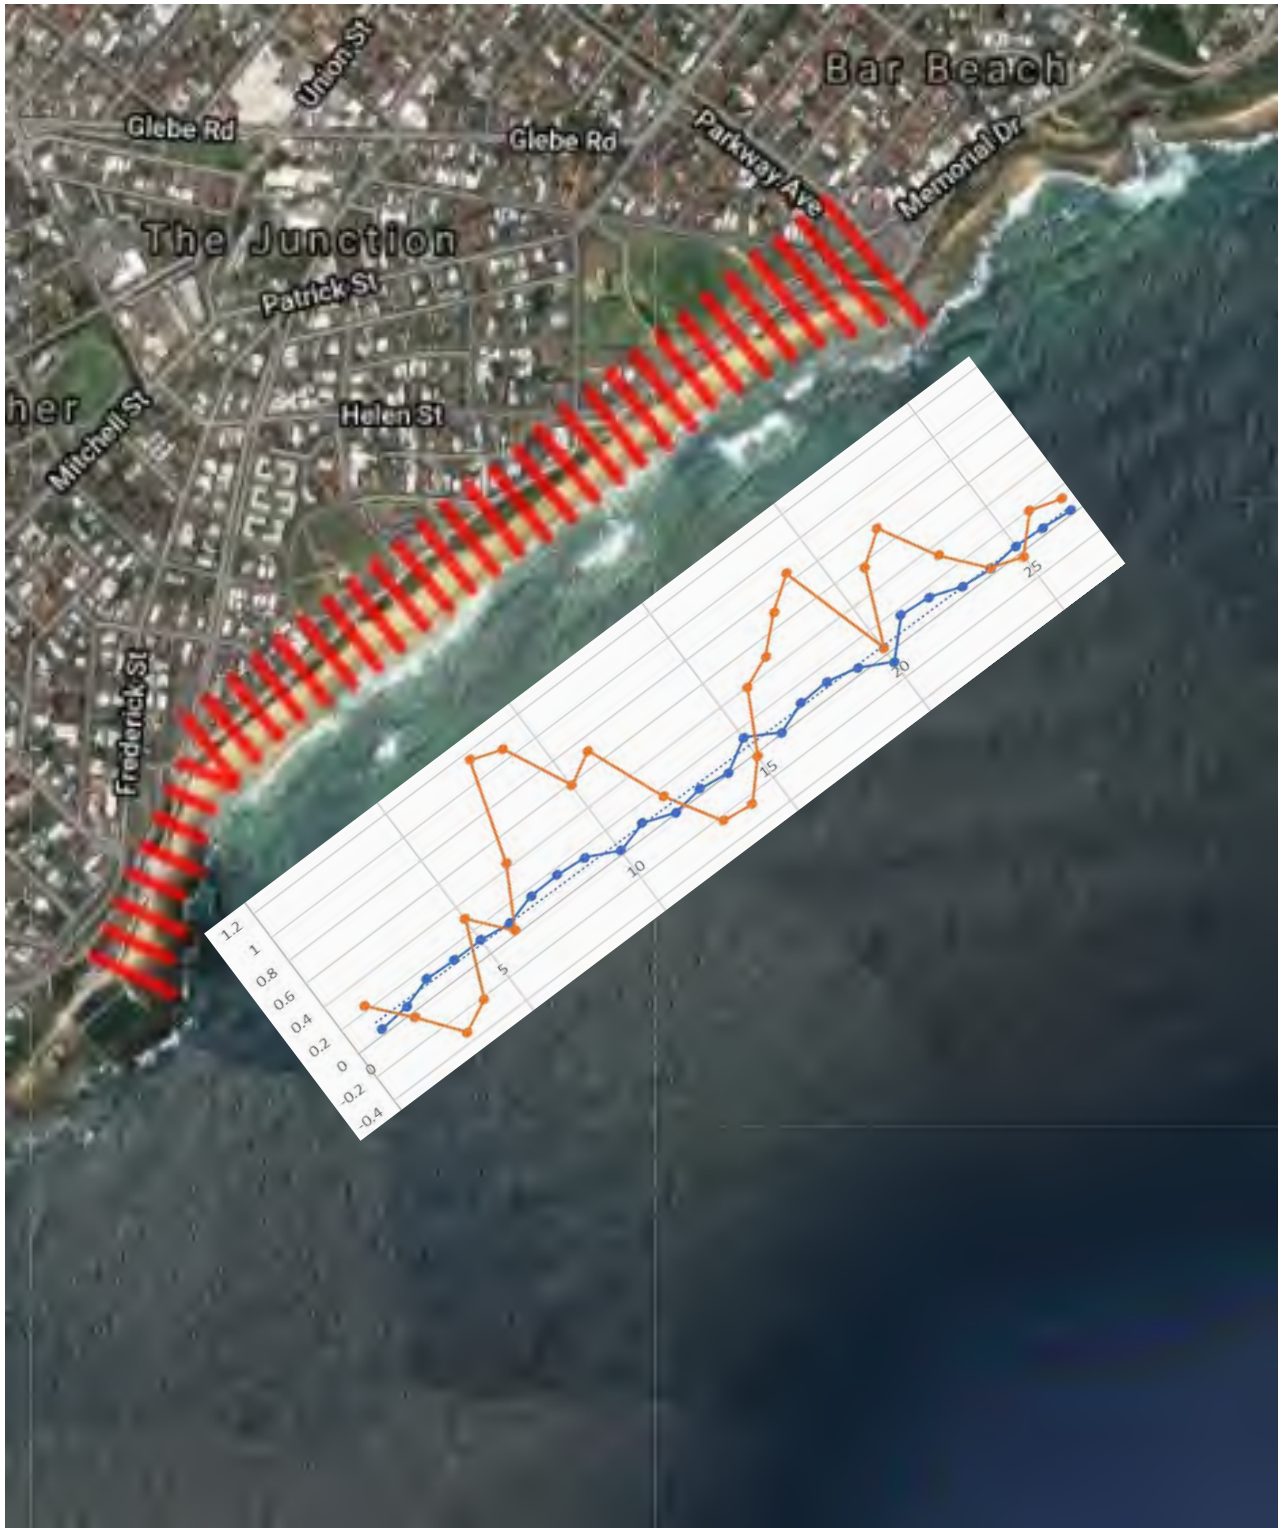 Union St
Bar Beach
Glebe Rd
Glebe Rd
Parkway Ave
Memorial Dr
The Junction
Patrick St
her
Mitchell St
Helen St
Frederick St
1.2
1
0.8
0.6
0.4
0.2
0
-0.2
-0.4
0
5
10
15
20
25